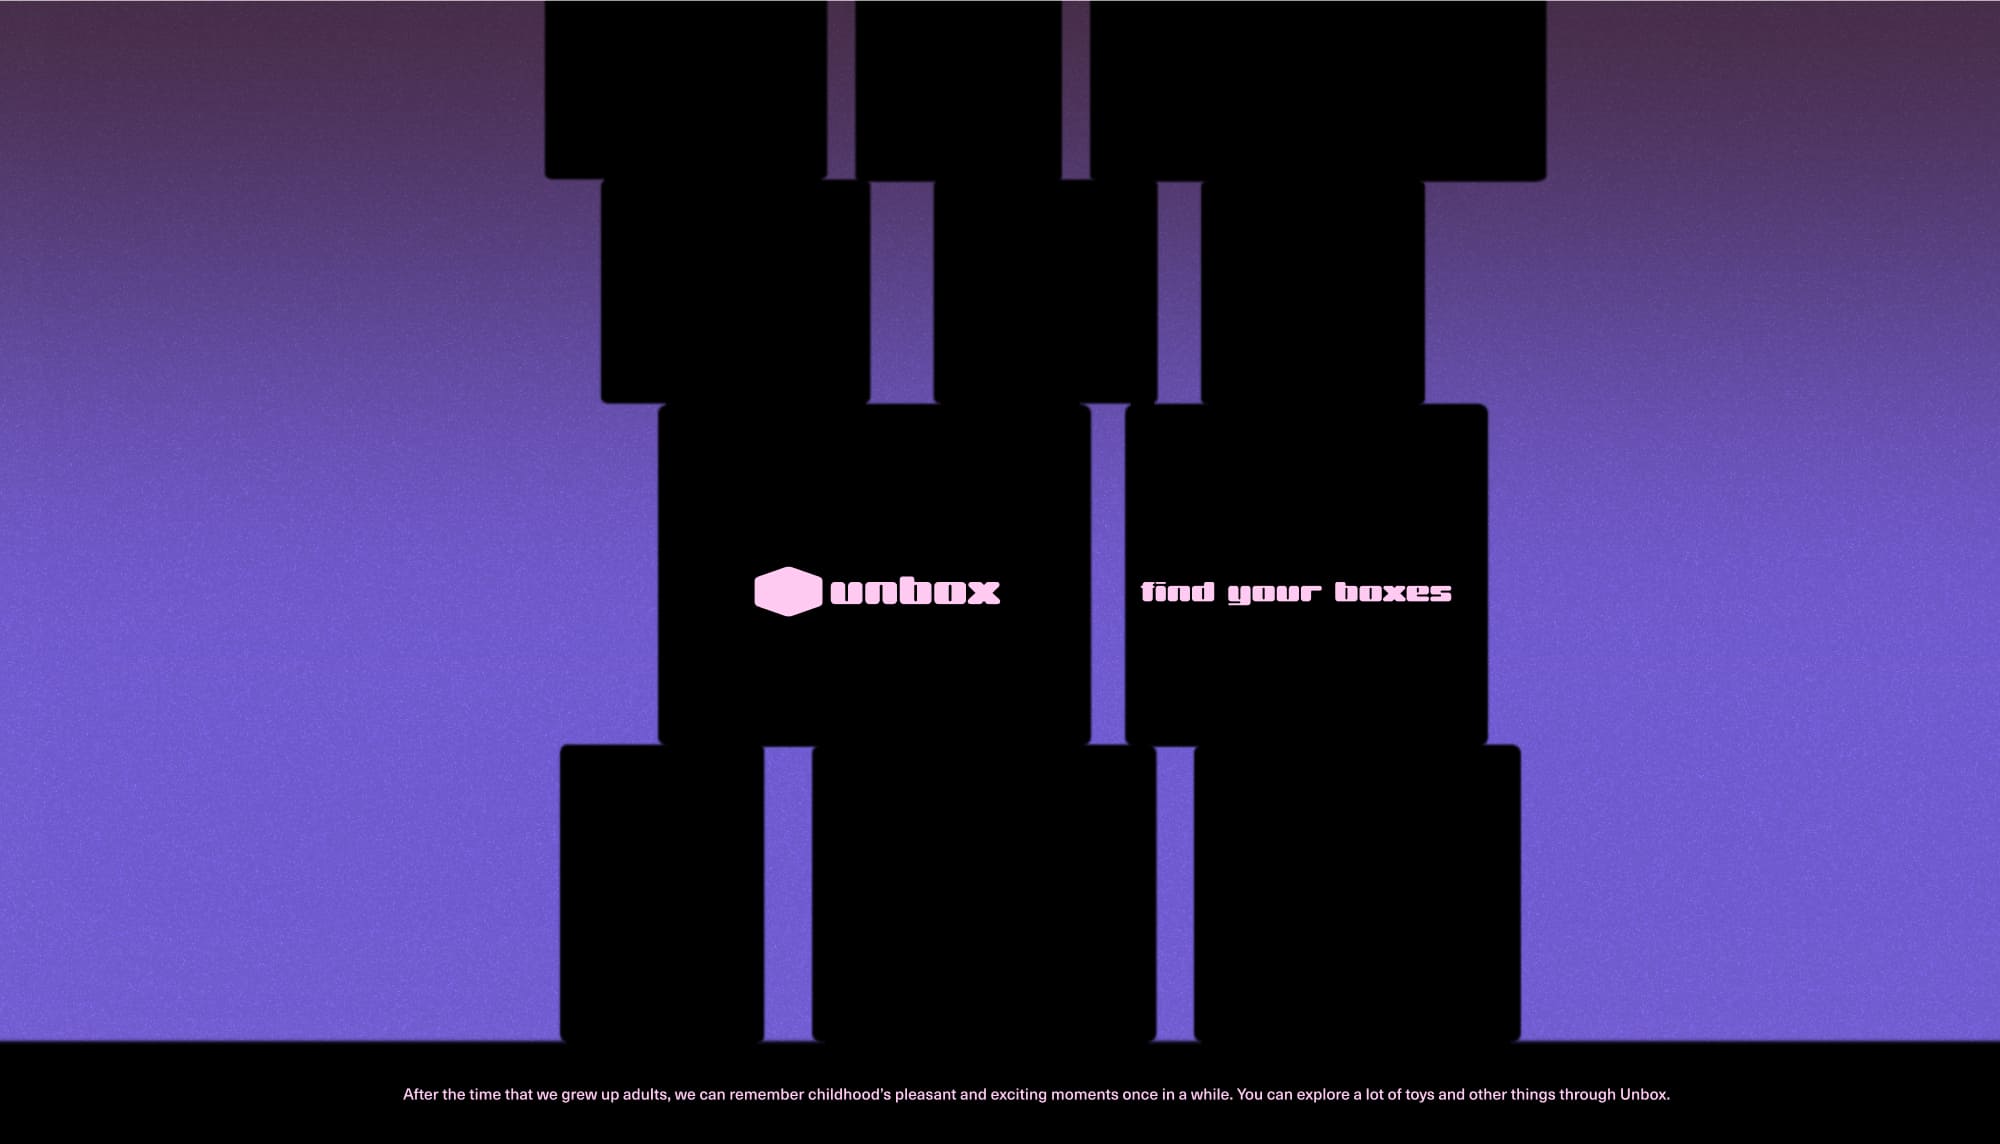 unbox
find your boxes
After the time that we grew up adults, we can remember childhood's pleasant and exciting moments once in a while. You can explore a lot of toys and other things through Unbox.